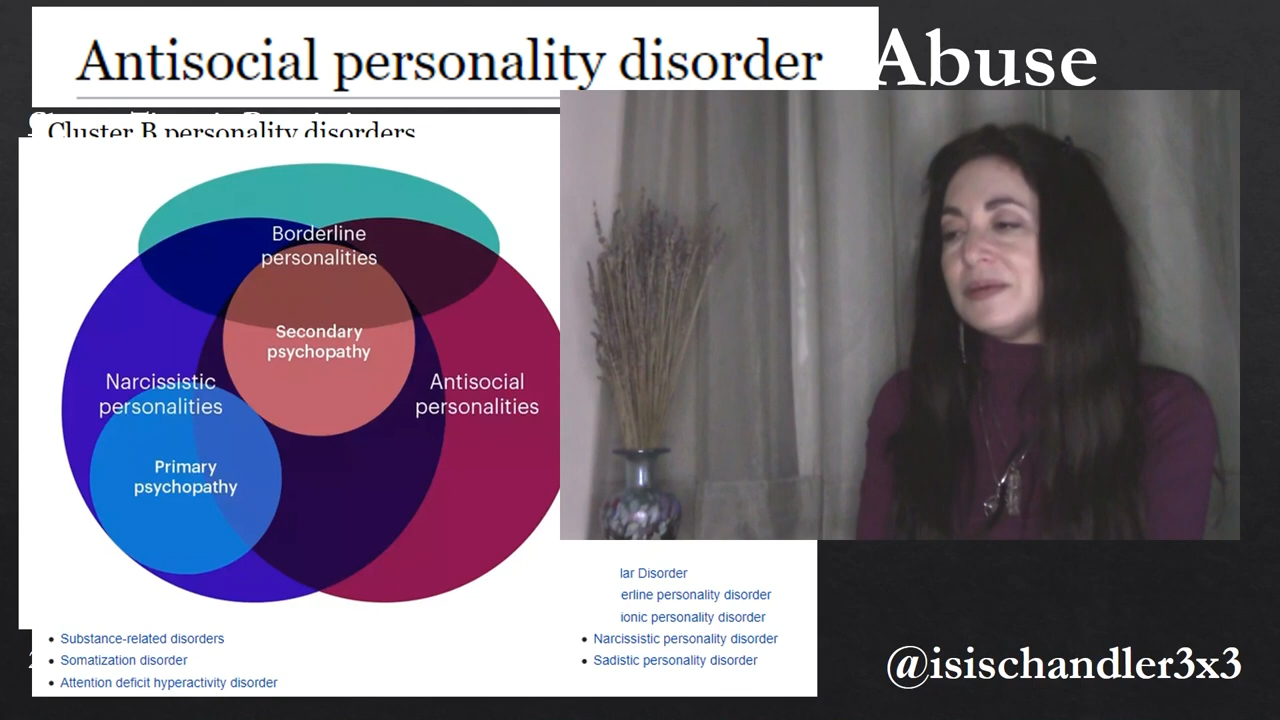 Antisocial personality disorder
Abuse
Cluster B personality disorders
Borderline
personalities
Secondary
psychopathy
Narcissistic
personalities
Antisocial
personalities
Primary
psychopathy
lar Disorder
erline personality disorder
ionic personality disorder
Substance-related disorders
Narcissistic personality disorder
Somatization disorder
Sadistic personality disorder
Attention deficit hyperactivity disorder
@isischandler3x3